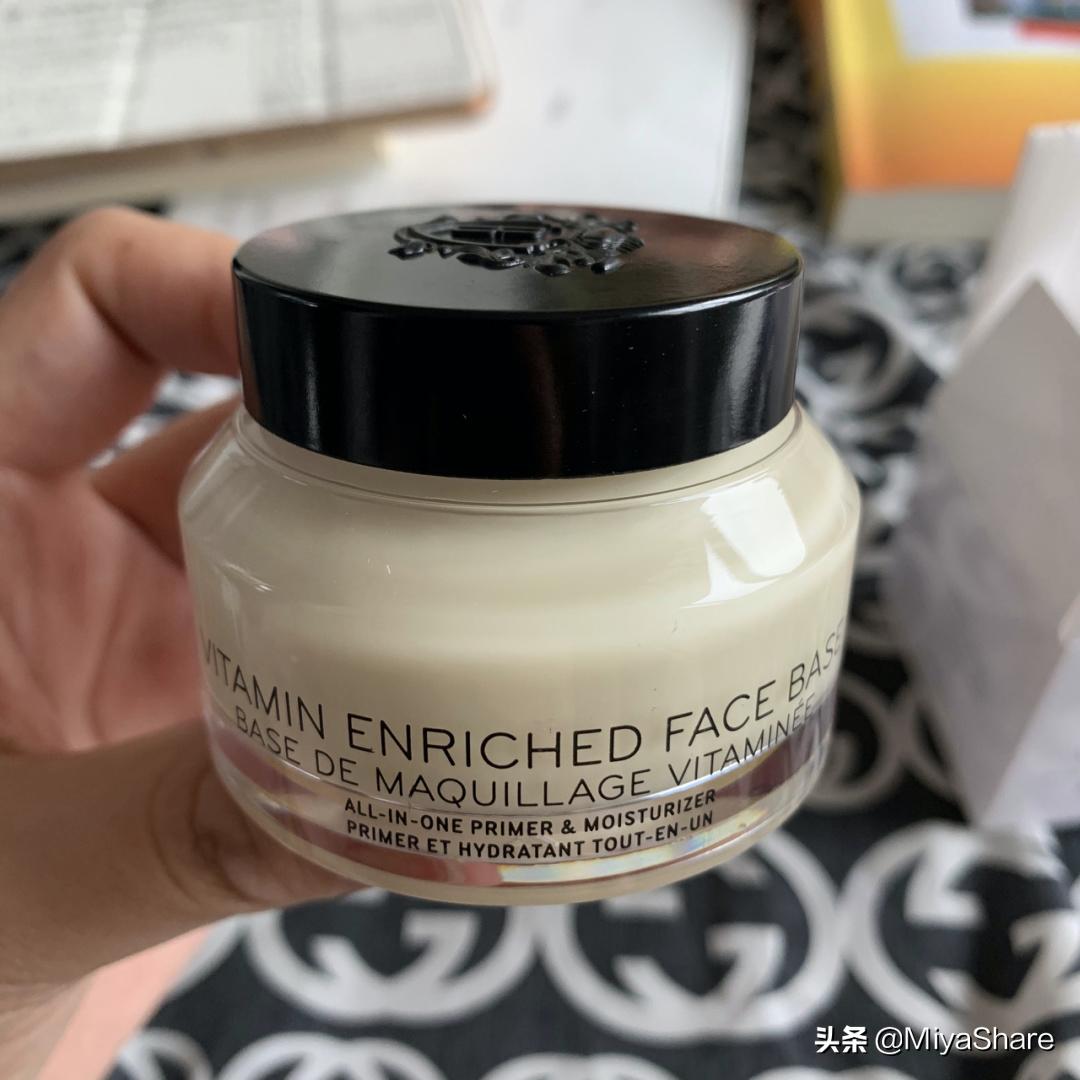 VITAMIN ENRICHED FACE BASE
BASE DE MAQUILLAGE VITAMINÉE
ALL-IN-ONE PRIMER & MOISTURIZER
PRIMER ET HYDRATANT TOUT-EN-UN
头条 @MiyaShare